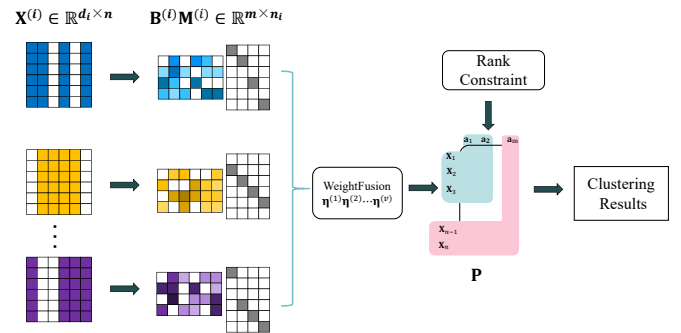 X^(i) ∈ ℝ^{d_i×n}
B^(i)M^(i) ∈ ℝ^{m×n_i}
Rank
Constraint
a_1 a_2 a_m
x_1
x_2
x_3
WeightFusion
η^(1)η^(2)…η^(v)
Clustering
Results
x_{n−1}
x_n
P